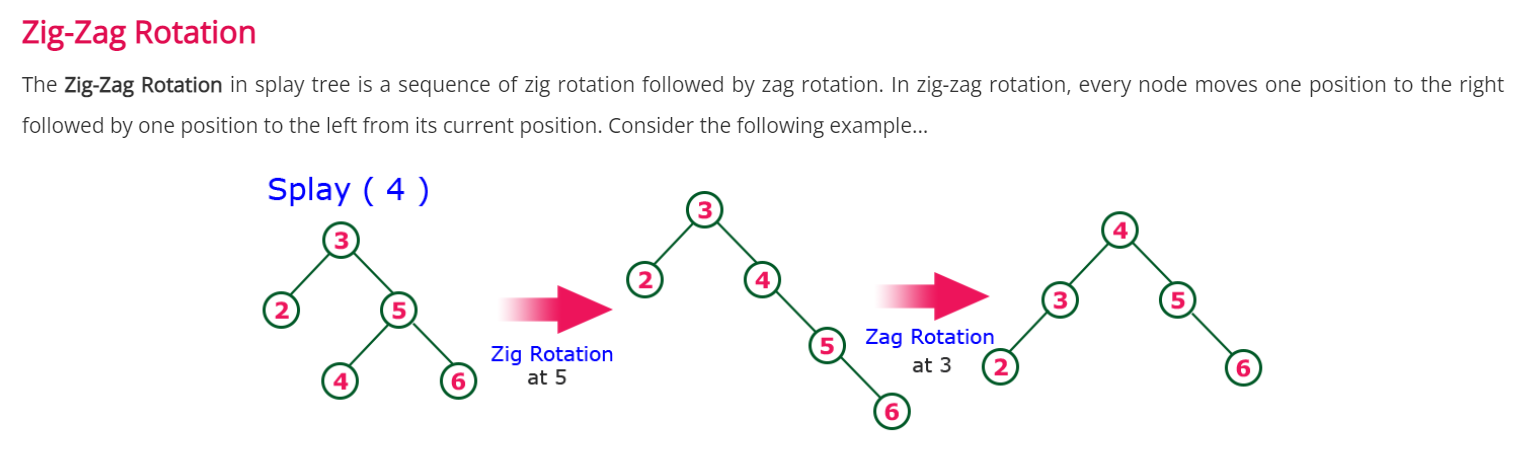 Zig-Zag Rotation
The Zig-Zag Rotation in splay tree is a sequence of zig rotation followed by zag rotation. In zig-zag rotation, every node moves one position to the right
followed by one position to the left from its current position. Consider the following example...
Splay ( 4 )
3
2
5
4
6
Zig Rotation
at 5
3
2
4
5
6
Zag Rotation
at 3
4
3
5
2
6